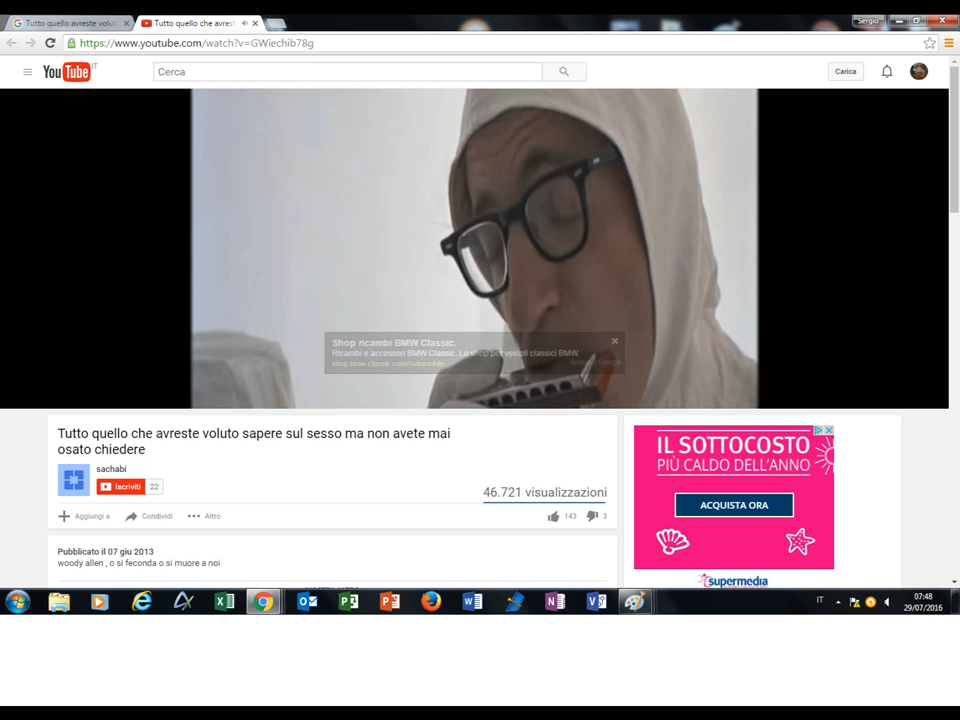 Tutto quello avreste volut
Tutto quello che avrest
Sergio
https://www.youtube.com/watch?v=GWiechib78g
YouTube IT
Cerca
Carica
Shop ricambi BMW Classic.
Ricambi e accessori BMW Classic. Lo shop per veicoli classici BMW.
Tutto quello che avreste voluto sapere sul sesso ma non avete mai
osato chiedere
sachabi
Iscriviti 22
46.721 visualizzazioni
Aggiungi a Condividi Altro
143 3
Pubblicato il 07 giu 2013
woody allen , o si feconda o si muore a noi
IL SOTTOCOSTO
PIÙ CALDO DELL'ANNO
ACQUISTA ORA
supermedia
IT
07:48
29/07/2016